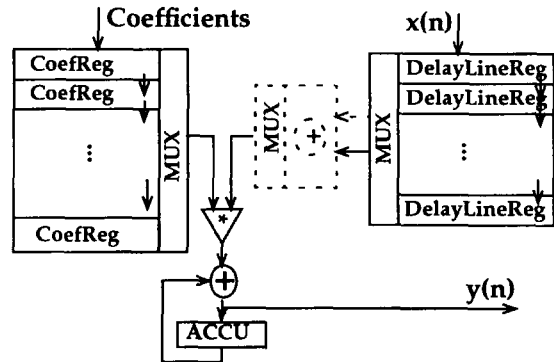 Coefficients
x(n)
CoefReg
CoefReg
...
CoefReg
MUX
MUX
+
MUX
DelayLineReg
DelayLineReg
...
DelayLineReg
*
+
y(n)
ACCU